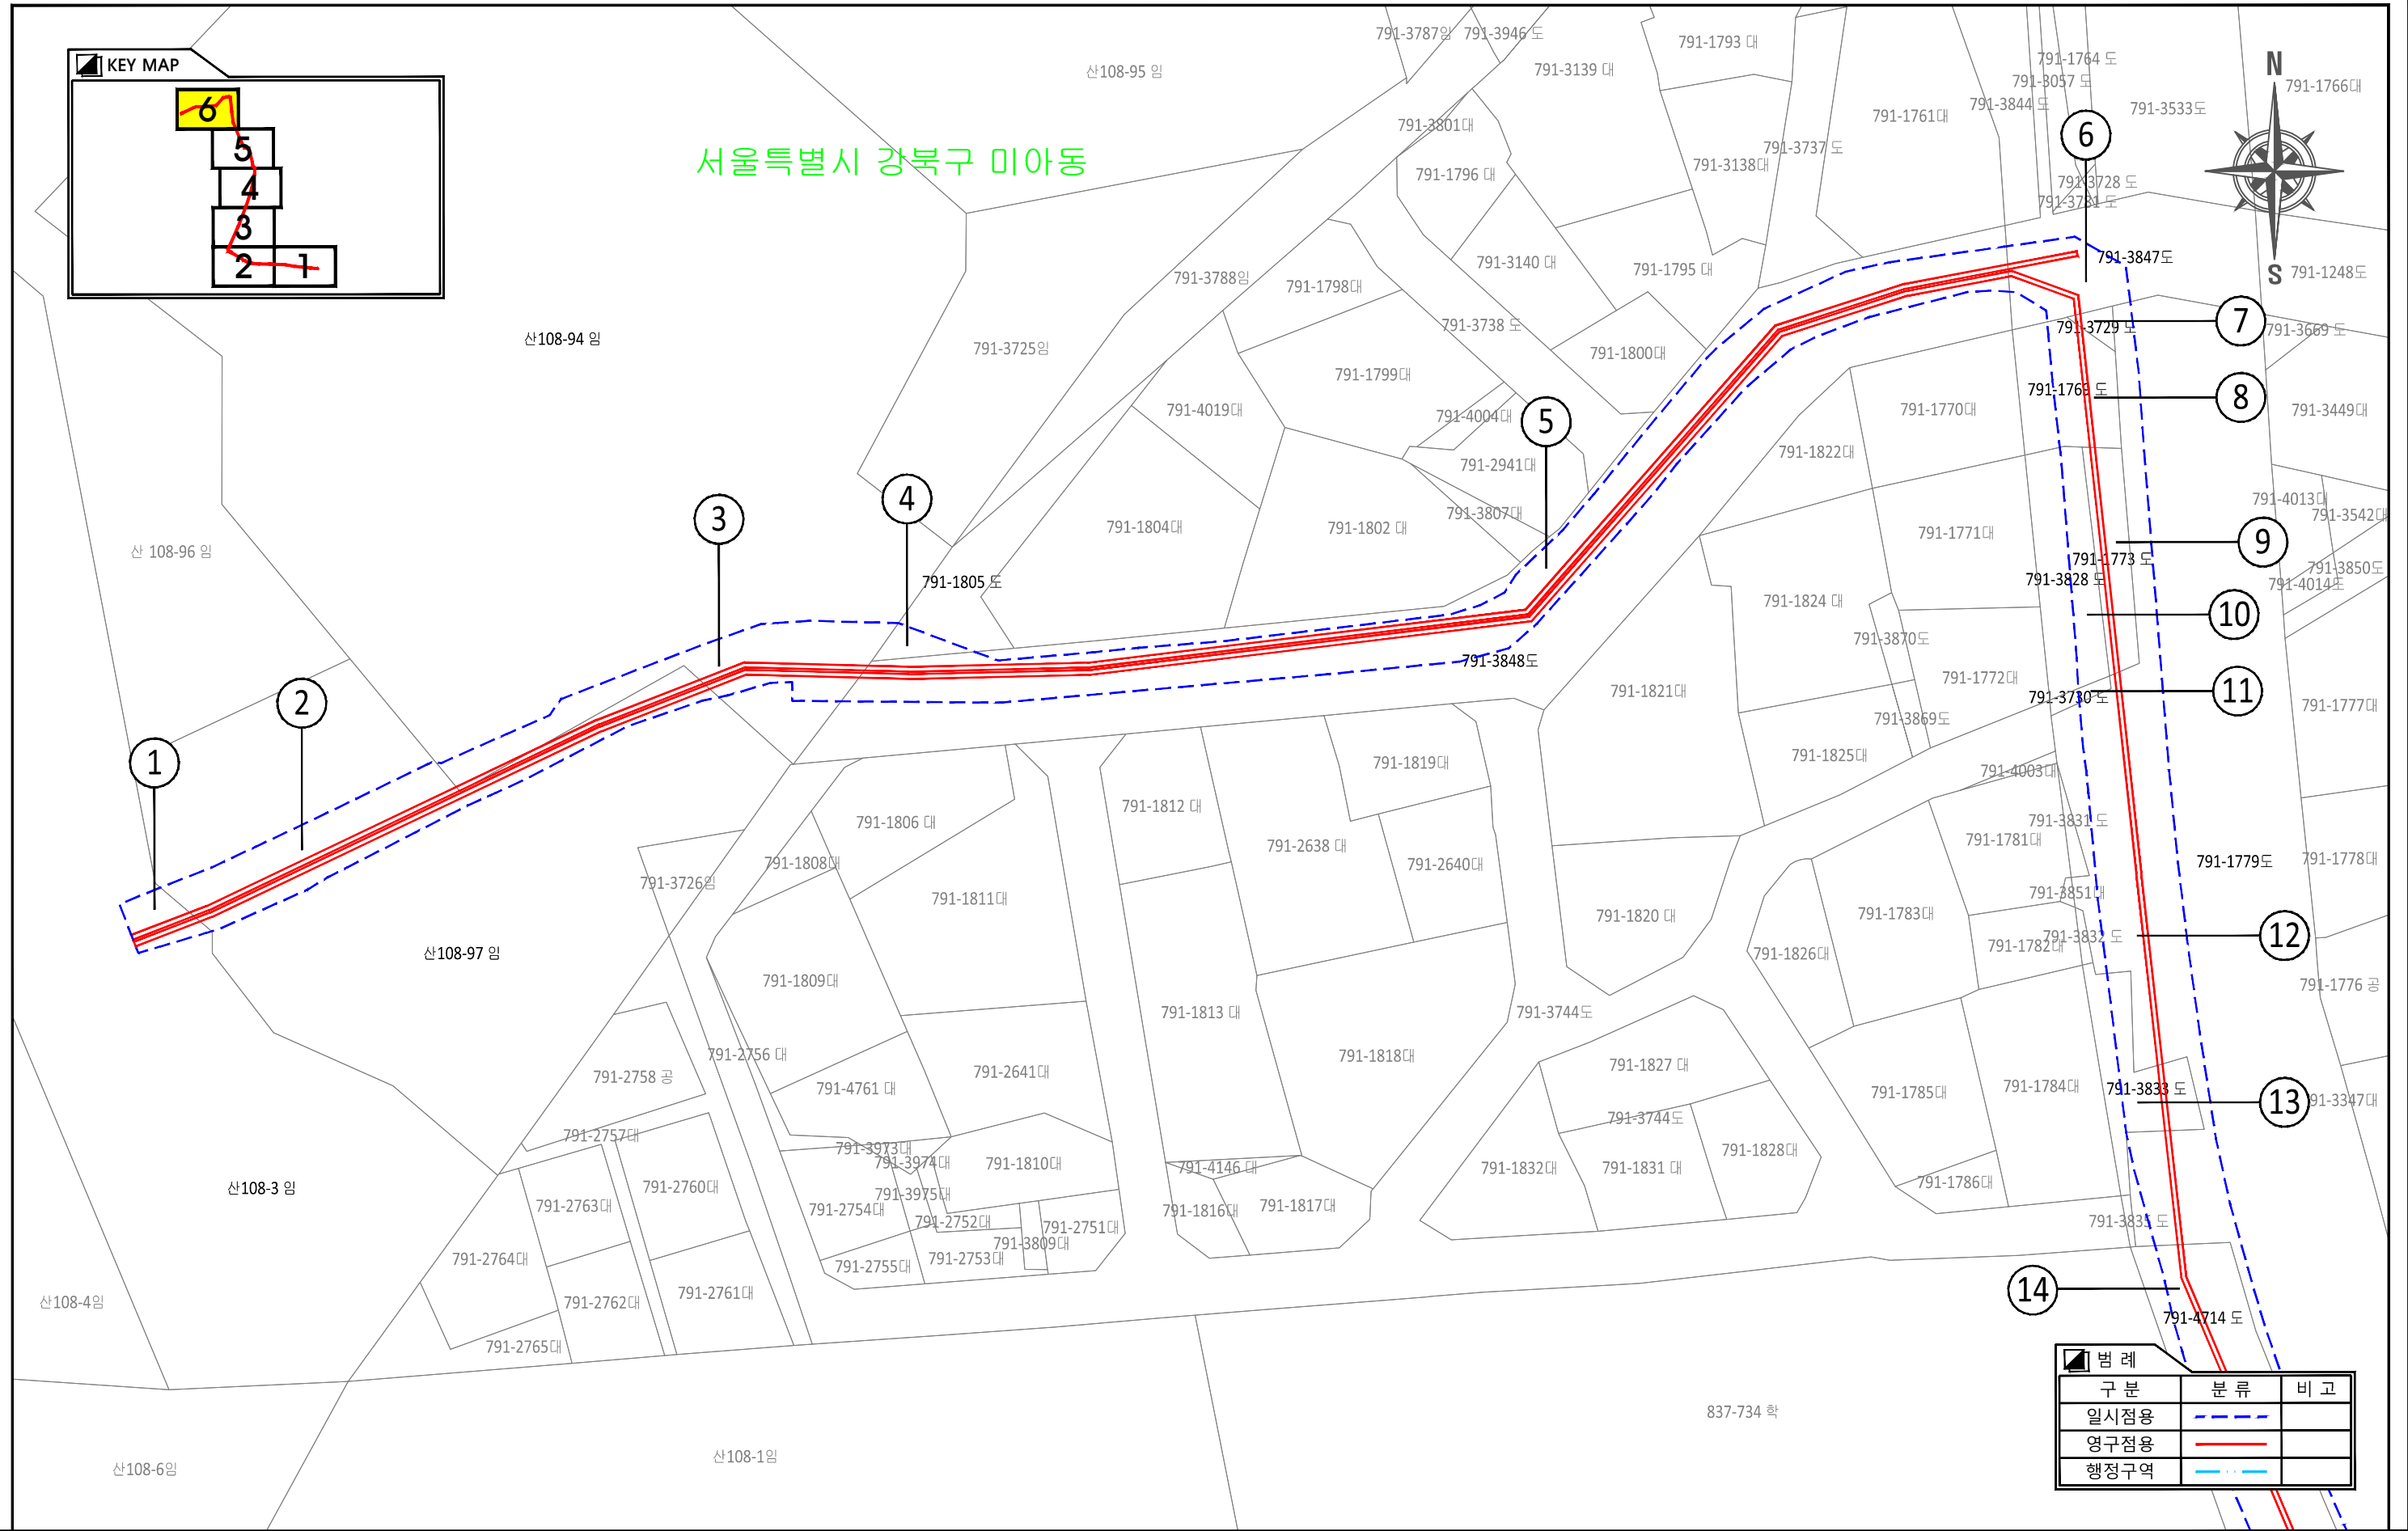 KEY MAP
6
5
4
3
2
1
서울특별시 강북구 미아동
N
S
791-3787임
791-3946 도
791-1793 대
791-1764 도
산108-95 임
791-3139 대
791-3057 도
791-1766대
791-3844 도
791-3533도
791-1761대
791-3801대
6
791-3737 도
791-3138대
791-1796 대
791-3728 도
791-3731 도
791-3847도
791-3140 대
791-1795 대
791-1248도
791-3788임
791-1798대
7
791-3738 도
791-3729 도
791-3669 도
산108-94 임
791-3725임
791-1800대
791-1799대
791-1769 도
8
791-4019대
791-4004대
791-1770대
791-3449대
5
791-1822대
791-2941대
4
791-4013대
3
791-1804대
791-1802 대
791-3807대
791-3542대
791-1771대
9
산 108-96 임
791-1773 도
791-3850도
791-1805 도
791-3828 도
791-4014도
791-1824 대
10
791-3870도
791-3848도
791-1772대
791-1821대
791-3730 도
11
2
791-1777대
791-3869도
1
791-1819대
791-1825대
791-4003대
791-1812 대
791-1806 대
791-3831 도
791-2638 대
791-1781대
791-1808대
791-2640대
791-1779도
791-1778대
791-3726임
791-3851대
791-1811대
791-1820 대
791-1783대
791-3832 도
12
791-1782대
산108-97 임
791-1826대
791-1809대
791-1776 공
791-1813 대
791-3744도
791-2756 대
791-1818대
791-1827 대
791-2758 공
791-2641대
791-4761 대
791-1785대
791-1784대
791-3833 도
13
791-3347대
791-3744도
791-2757대
791-3973대
791-3974대
791-1810대
791-1828대
791-4146 대
791-1832대
791-1831 대
산108-3 임
791-2760대
791-3975대
791-1786대
791-2763대
791-2754대
791-1816대
791-1817대
791-2752대
791-2751대
791-3835 도
791-3809대
791-2764대
791-2755대
791-2753대
14
791-2761대
산108-4임
791-2762대
791-4714 도
791-2765대
837-734 학
산108-1임
산108-6임
범 례
구 분 분 류 비 고
일시점용
영구점용
행정구역